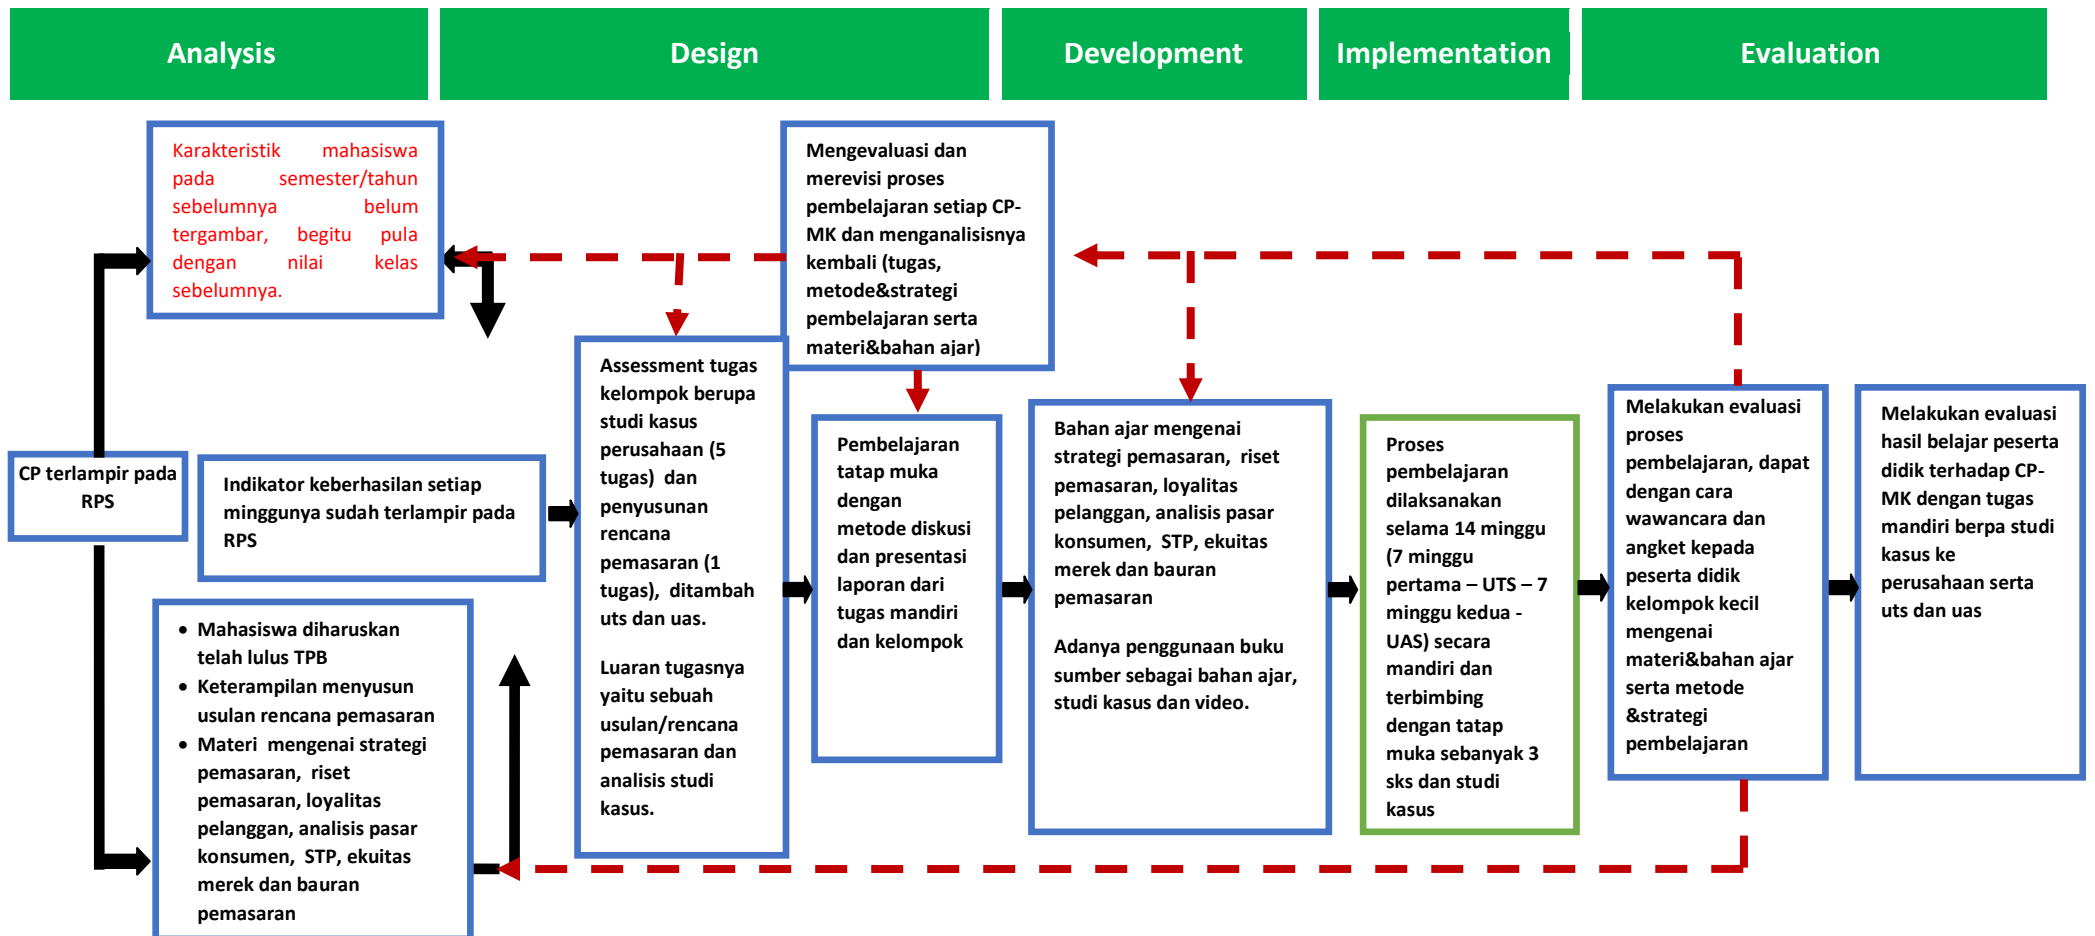 Analysis
Design
Development
Implementation
Evaluation
Karakteristik mahasiswa
pada semester/tahun
sebelumnya belum
tergambar, begitu pula
dengan nilai kelas
sebelumnya.
Mengevaluasi dan
merevisi proses
pembelajaran setiap CP-
MK dan menganalisisnya
kembali (tugas,
metode&strategi
pembelajaran serta
materi&bahan ajar)
CP terlampir pada
RPS
Indikator keberhasilan setiap
minggunya sudah terlampir pada
RPS
• Mahasiswa diharuskan
telah lulus TPB
• Keterampilan menyusun
usulan rencana pemasaran
• Materi mengenai strategi
pemasaran, riset
pemasaran, loyalitas
pelanggan, analisis pasar
konsumen, STP, ekuitas
merek dan bauran
pemasaran
Assessment tugas
kelompok berupa
studi kasus
perusahaan (5
tugas) dan
penyusunan
rencana
pemasaran (1
tugas), ditambah
uts dan uas.
Luaran tugasnya
yaitu sebuah
usulan/rencana
pemasaran dan
analisis studi
kasus.
Pembelajaran
tatap muka
dengan
metode diskusi
dan presentasi
laporan dari
tugas mandiri
dan kelompok
Bahan ajar mengenai
strategi pemasaran, riset
pemasaran, loyalitas
pelanggan, analisis pasar
konsumen, STP, ekuitas
merek dan bauran
pemasaran
Adanya penggunaan buku
sumber sebagai bahan ajar,
studi kasus dan video.
Proses
pembelajaran
dilaksanakan
selama 14 minggu
(7 minggu
pertama – UTS – 7
minggu kedua -
UAS) secara
mandiri dan
terbimbing
dengan tatap
muka sebanyak 3
sks dan studi
kasus
Melakukan evaluasi
proses
pembelajaran, dapat
dengan cara
wawancara dan
angket kepada
peserta didik
kelompok kecil
mengenai
materi&bahan ajar
serta metode
&strategi
pembelajaran
Melakukan evaluasi
hasil belajar peserta
didik terhadap CP-
MK dengan tugas
mandiri berpa studi
kasus ke
perusahaan serta
uts dan uas